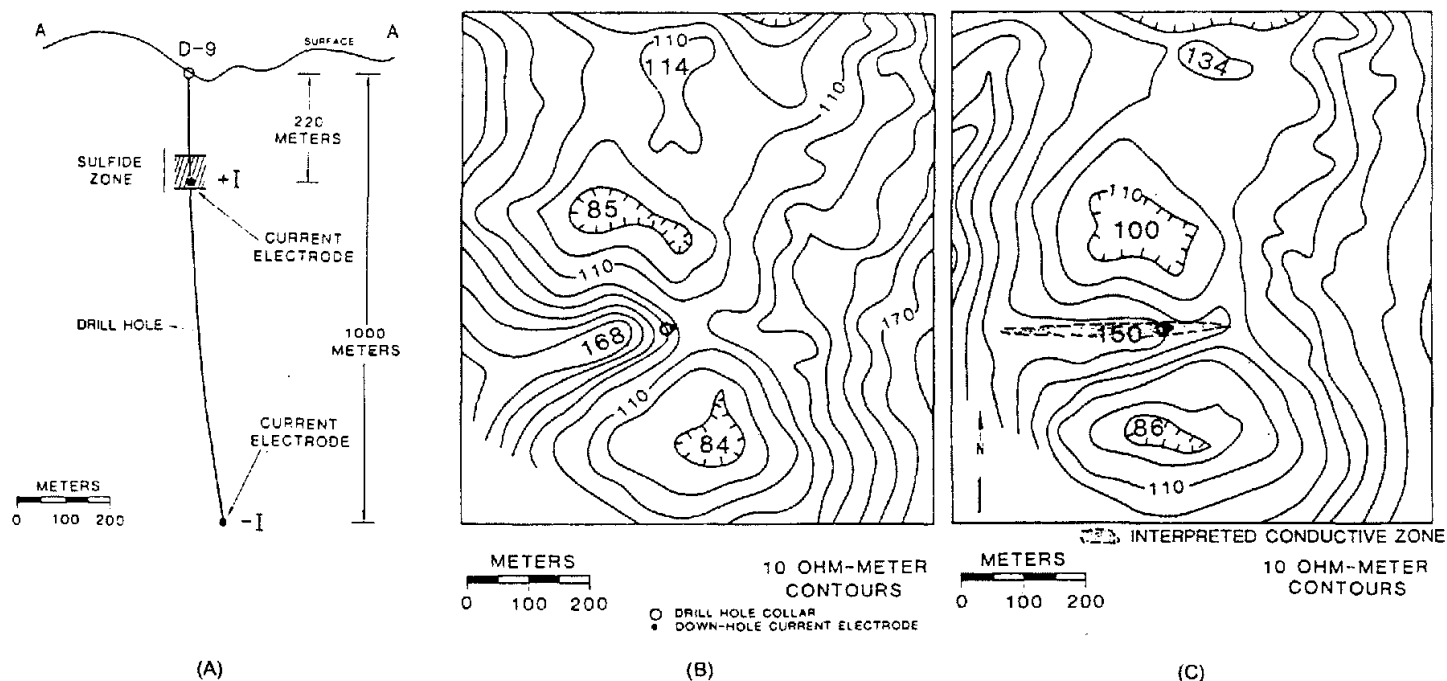 A
D-9
SURFACE
A
220
METERS
SULFIDE
ZONE
+I
CURRENT
ELECTRODE
DRILL HOLE
1000
METERS
CURRENT
ELECTRODE
METERS
0 100 200
-I
(A)
110
114
110
85
110
168
170
110
84
METERS
0 100 200
10 OHM-METER
CONTOURS
DRILL HOLE COLLAR
DOWN-HOLE CURRENT ELECTRODE
(B)
134
110
100
150
86
N
110
INTERPRETED CONDUCTIVE ZONE
METERS
0 100 200
10 OHM-METER
CONTOURS
(C)